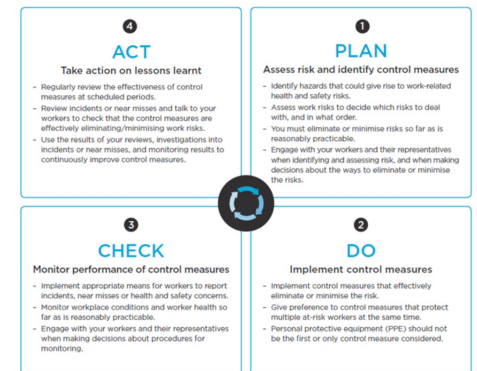 4
ACT
Take action on lessons learnt
– Regularly review the effectiveness of control
measures at scheduled periods.
– Review incidents or near misses and talk to your
workers to check that the control measures are
effectively eliminating/minimising work risks.
– Use the results of your reviews, investigations into
incidents or near misses, and monitoring results to
continuously improve control measures.
1
PLAN
Assess risk and identify control measures
– Identify hazards that could give rise to work-related
health and safety risks.
– Assess work risks to decide which risks to deal
with, and in what order.
– You must eliminate or minimise risks so far as is
reasonably practicable.
– Engage with your workers and their representatives
when identifying and assessing risk, and when making
decisions about the ways to eliminate or minimise
the risks.
3
CHECK
Monitor performance of control measures
– Implement appropriate means for workers to report
incidents, near misses or health and safety concerns.
– Monitor workplace conditions and worker health so
far as is reasonably practicable.
– Engage with your workers and their representatives
when making decisions about procedures for
monitoring.
2
DO
Implement control measures
– Implement control measures that effectively
eliminate or minimise the risk.
– Give preference to control measures that protect
multiple at-risk workers at the same time.
– Personal protective equipment (PPE) should not
be the first or only control measure considered.